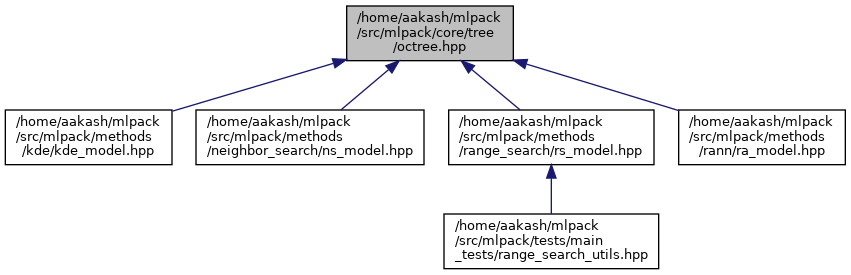 /home/aakash/mlpack
/src/mlpack/core/tree
/octree.hpp
/home/aakash/mlpack
/src/mlpack/methods
/kde/kde_model.hpp
/home/aakash/mlpack
/src/mlpack/methods
/neighbor_search/ns_model.hpp
/home/aakash/mlpack
/src/mlpack/methods
/range_search/rs_model.hpp
/home/aakash/mlpack
/src/mlpack/methods
/rann/ra_model.hpp
/home/aakash/mlpack
/src/mlpack/tests/main
_tests/range_search_utils.hpp